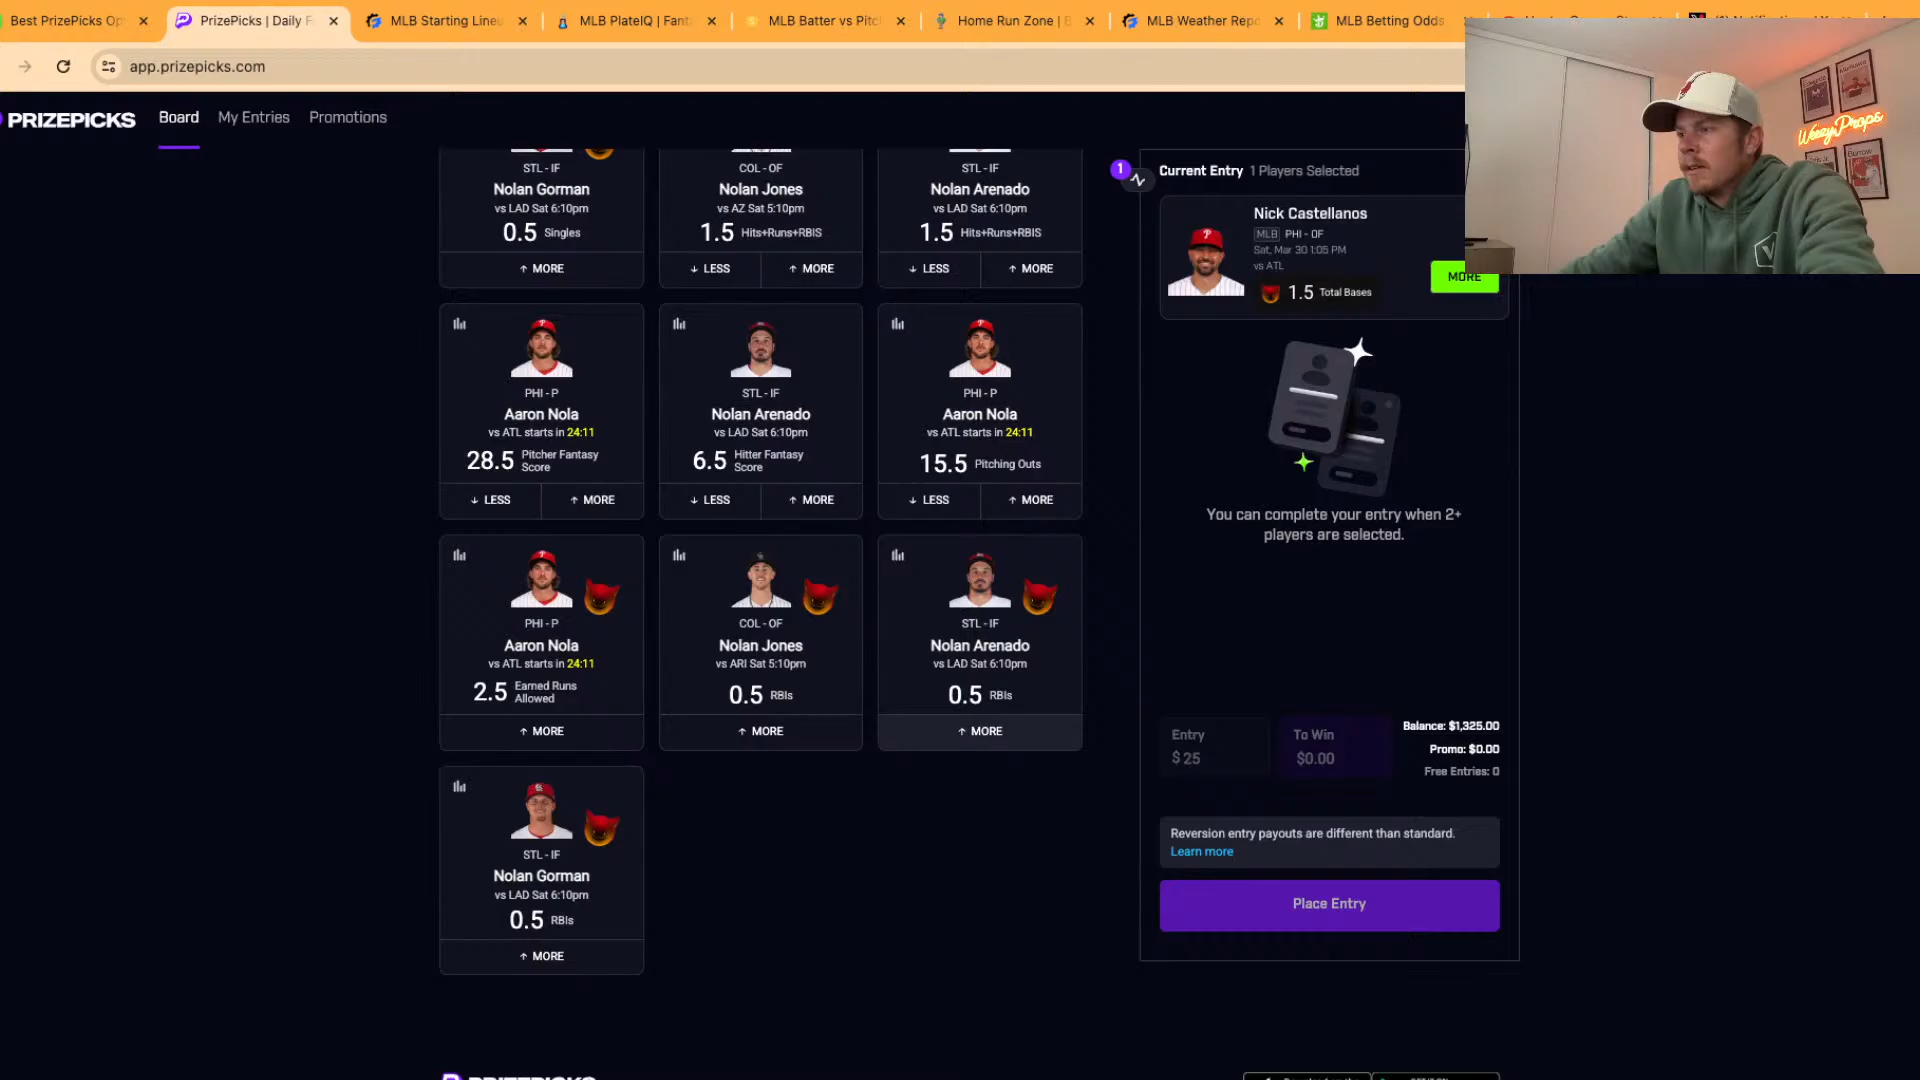 Best PrizePicks Op
PrizePicks | Daily F
MLB Starting Lineu
MLB PlateIQ | Fant
MLB Batter vs Pitc
Home Run Zone | B
MLB Weather Repo
MLB Betting Odds
app.prizepicks.com
PRIZEPICKS
Board
My Entries
Promotions
STL - IF
Nolan Gorman
vs LAD Sat 6:10pm
0.5 Singles
↑ MORE
COL - OF
Nolan Jones
vs AZ Sat 5:10pm
1.5 Hits+Runs+RBIS
↓ LESS ↑ MORE
STL - IF
Nolan Arenado
vs LAD Sat 6:10pm
1.5 Hits+Runs+RBIS
↓ LESS ↑ MORE
PHI - P
Aaron Nola
vs ATL starts in 24:11
28.5 Pitcher Fantasy Score
↓ LESS ↑ MORE
STL - IF
Nolan Arenado
vs LAD Sat 6:10pm
6.5 Hitter Fantasy Score
↓ LESS ↑ MORE
PHI - P
Aaron Nola
vs ATL starts in 24:11
15.5 Pitching Outs
↓ LESS ↑ MORE
PHI - P
Aaron Nola
vs ATL starts in 24:11
2.5 Earned Runs Allowed
↑ MORE
COL - OF
Nolan Jones
vs ARI Sat 5:10pm
0.5 RBIs
↑ MORE
STL - IF
Nolan Arenado
vs LAD Sat 6:10pm
0.5 RBIs
↑ MORE
STL - IF
Nolan Gorman
vs LAD Sat 6:10pm
0.5 RBIs
↑ MORE
1
Current Entry 1 Players Selected
Nick Castellanos
MLB PHI - OF
Sat, Mar 30 1:05 PM
vs ATL
1.5 Total Bases
MORE
You can complete your entry when 2+
players are selected.
Entry
$ 25
To Win
$0.00
Balance: $1,325.00
Promo: $0.00
Free Entries: 0
Reversion entry payouts are different than standard.
Learn more
Place Entry
WeezyProps
PRIZEPICKS